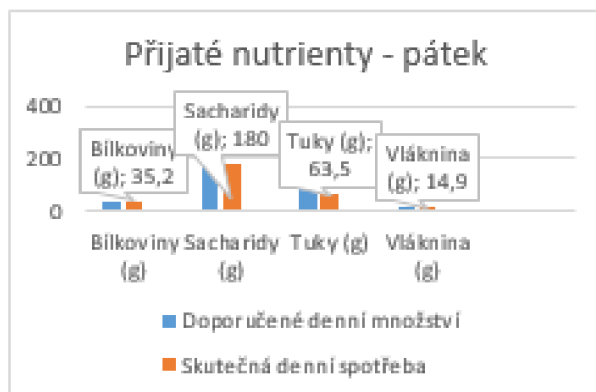 Přijaté nutrienty - pátek
400
200
0
Bílkoviny
(g); 35,2
Sacharidy
(g); 180
Tuky (g);
63,5
Vláknina
(g); 14,9
Bílkoviny
(g)
Sacharidy
(g)
Tuky (g)
Vláknina
(g)
Doporučené denní množství
Skutečná denní spotřeba